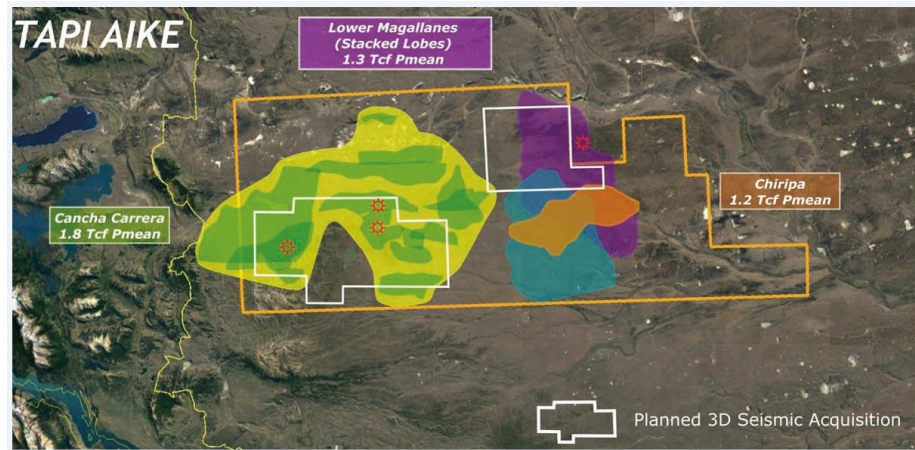 TAPI AIKE
Lower Magallanes
(Stacked Lobes)
1.3 Tcf Pmean
Cancha Carrera
1.8 Tcf Pmean
Chiripa
1.2 Tcf Pmean
Planned 3D Seismic Acquisition